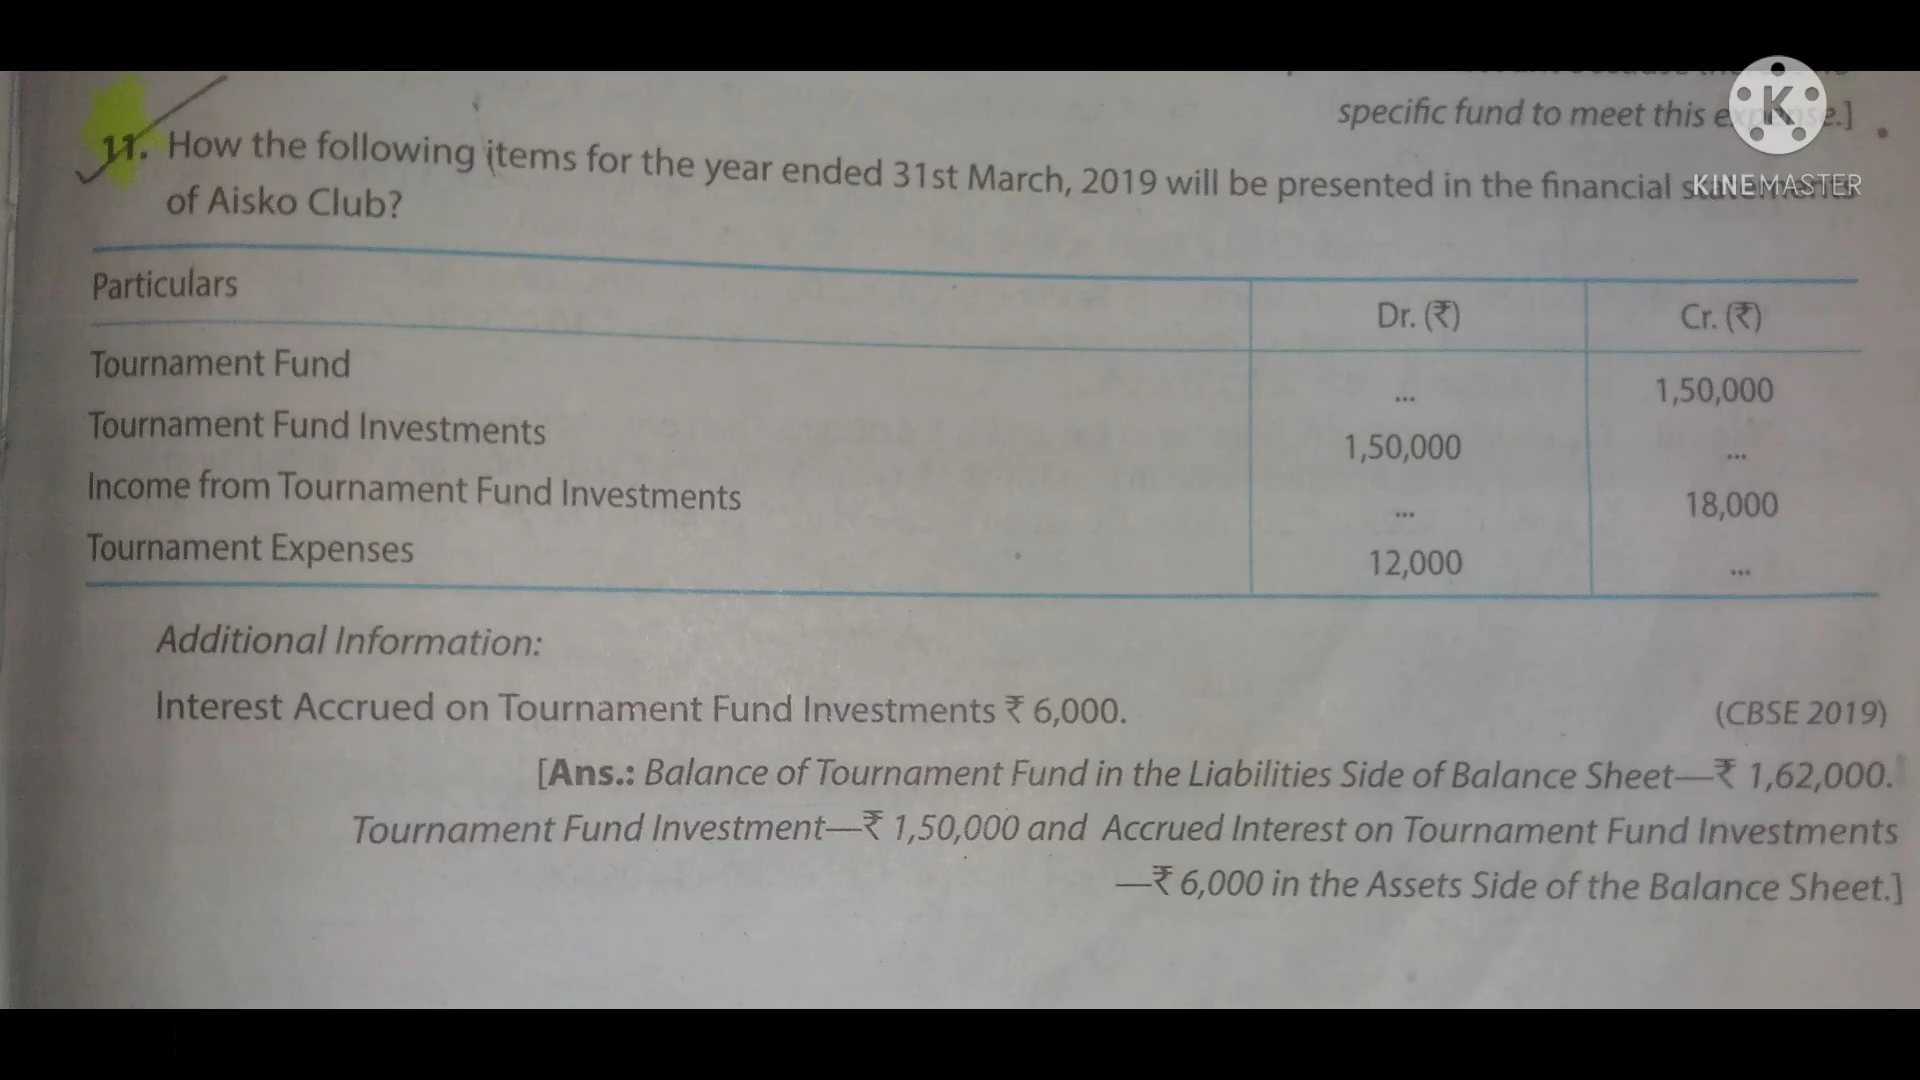 specific fund to meet this e.]
K
KINEMASTER
11. How the following items for the year ended 31st March, 2019 will be presented in the financial
of Aisko Club?
Particulars Dr. (₹) Cr. (₹)
Tournament Fund ... 1,50,000
Tournament Fund Investments 1,50,000 ...
Income from Tournament Fund Investments ... 18,000
Tournament Expenses 12,000 ...
Additional Information:
Interest Accrued on Tournament Fund Investments ₹ 6,000. (CBSE 2019)
[Ans.: Balance of Tournament Fund in the Liabilities Side of Balance Sheet—₹ 1,62,000.
Tournament Fund Investment—₹ 1,50,000 and Accrued Interest on Tournament Fund Investments
—₹ 6,000 in the Assets Side of the Balance Sheet.]